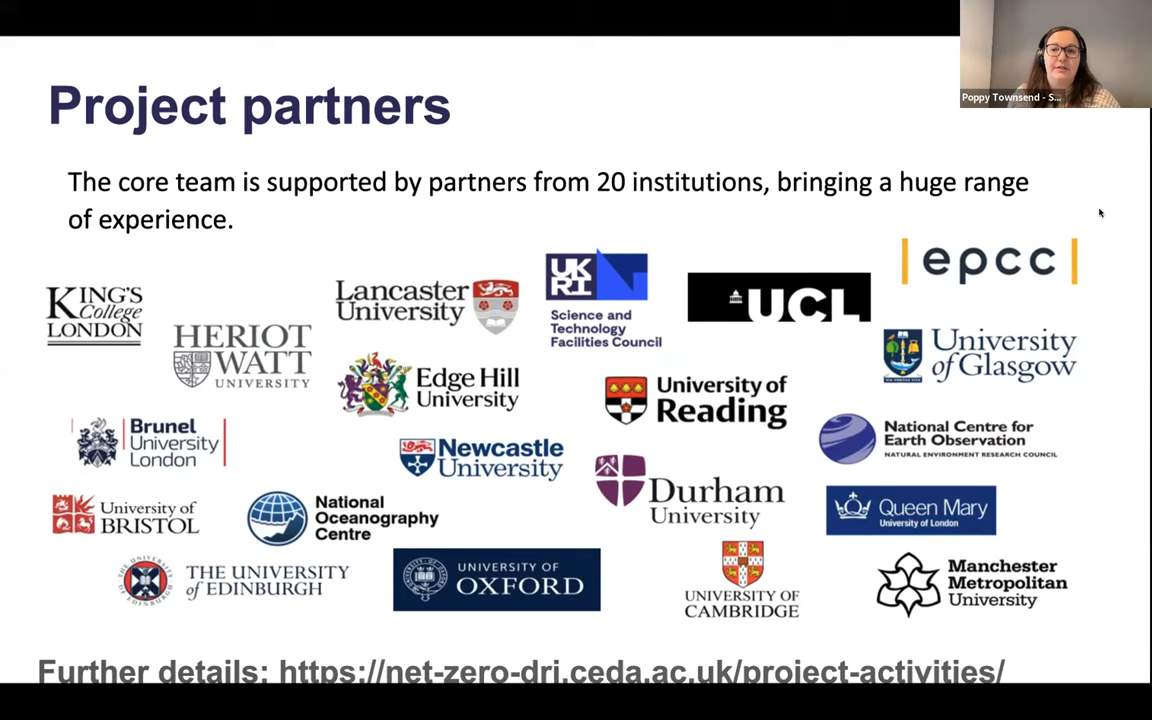 Poppy Townsend - S...
Project partners
The core team is supported by partners from 20 institutions, bringing a huge range
of experience.
KING'S
College
LONDON
HERIOT
WATT
UNIVERSITY
Lancaster
University
UK
RI
Science and
Technology
Facilities Council
UCL
epcc
University
of Glasgow
Edge Hill
University
University of
Reading
Brunel
University
London
Newcastle
University
National Centre for
Earth Observation
NATURAL ENVIRONMENT RESEARCH COUNCIL
University of
BRISTOL
National
Oceanography
Centre
Durham
University
Queen Mary
University of London
THE UNIVERSITY
of EDINBURGH
UNIVERSITY OF
OXFORD
UNIVERSITY OF
CAMBRIDGE
Manchester
Metropolitan
University
Further details: https://net-zero-dri.ceda.ac.uk/project-activities/